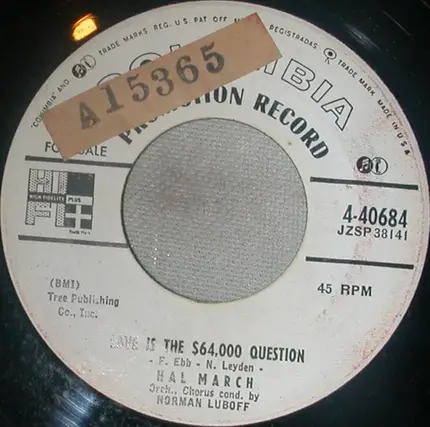 "COLUMBIA" AND TRADE MARKS REG. U.S. PAT. OFF. MARCAS REGISTRADAS TRADE MARK MADE IN U.S.A.
COLUMBIA
A15365
PROMOTION RECORD
FOR SALE
HI
FI
HIGH FIDELITY PLUS
4-40684
JZSP 38141
(BMI)
Tree Publishing
Co., Inc.
45 RPM
LOVE IS THE $64,000 QUESTION
- F. Ebb - N. Leyden -
HAL MARCH
Orch., Chorus cond. by
NORMAN LUBOFF